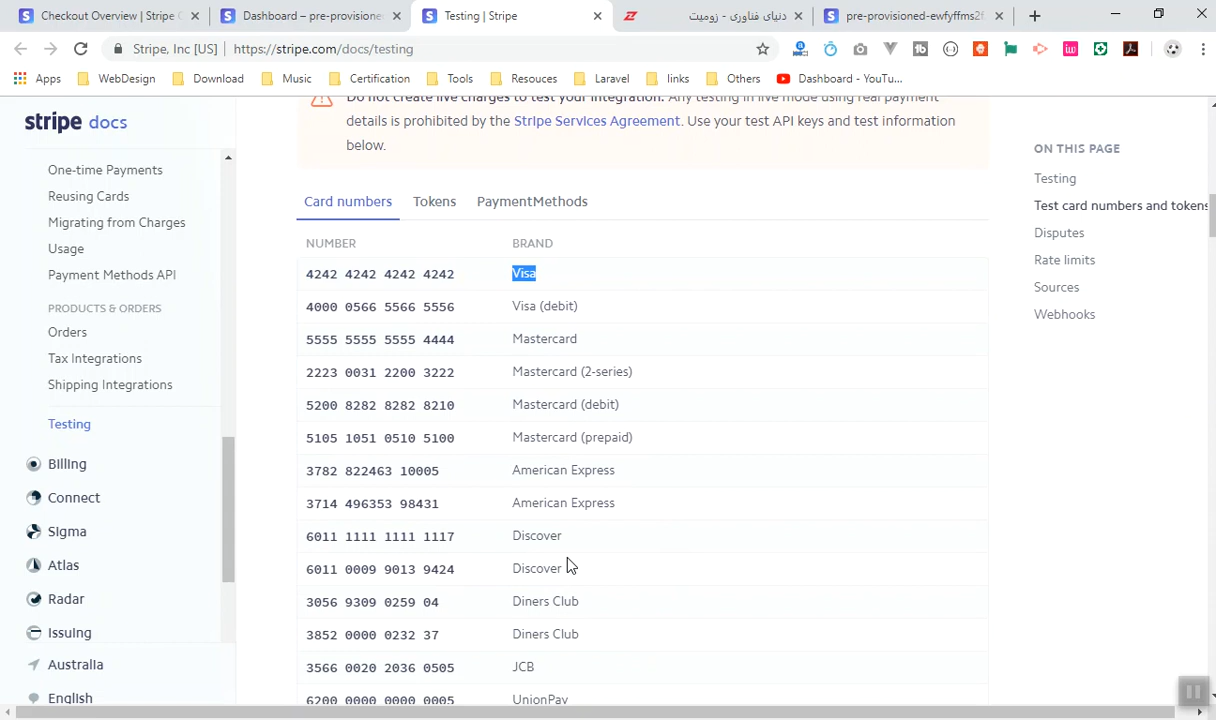 Checkout Overview | Stripe C
Dashboard – pre-provisione
Testing | Stripe
دنیای فناوری - زومیت
pre-provisioned-ewfyffms2f
Stripe, Inc [US]
https://stripe.com/docs/testing
Apps
WebDesign
Download
Music
Certification
Tools
Resouces
Laravel
links
Others
Dashboard - YouTu...
stripe docs
One-time Payments
Reusing Cards
Migrating from Charges
Usage
Payment Methods API
PRODUCTS & ORDERS
Orders
Tax Integrations
Shipping Integrations
Testing
Billing
Connect
Sigma
Atlas
Radar
Issuing
Australia
English
Do not create live charges to test your integration. Any testing in live mode using real payment
details is prohibited by the Stripe Services Agreement. Use your test API keys and test information
below.
Card numbers Tokens PaymentMethods
NUMBER BRAND
4242 4242 4242 4242 Visa
4000 0566 5566 5556 Visa (debit)
5555 5555 5555 4444 Mastercard
2223 0031 2200 3222 Mastercard (2-series)
5200 8282 8282 8210 Mastercard (debit)
5105 1051 0510 5100 Mastercard (prepaid)
3782 822463 10005 American Express
3714 496353 98431 American Express
6011 1111 1111 1117 Discover
6011 0009 9013 9424 Discover
3056 9309 0259 04 Diners Club
3852 0000 0232 37 Diners Club
3566 0020 2036 0505 JCB
6200 0000 0000 0005 UnionPay
ON THIS PAGE
Testing
Test card numbers and tokens
Disputes
Rate limits
Sources
Webhooks